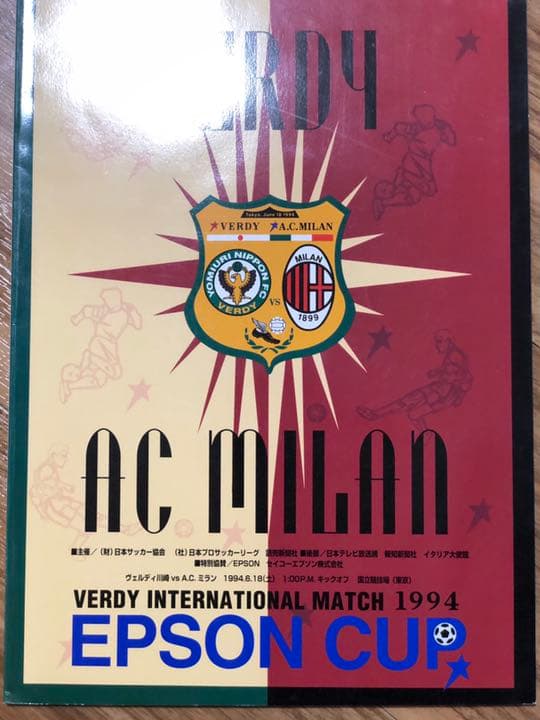 VERDY
Tokyo, June 18 1994
VERDY A.C.MILAN
YOMIURI NIPPON FC
VERDY
VS
MILAN
1899
AC MILAN
■主催/(財)日本サッカー協会 (社)日本プロサッカーリーグ 読売新聞社 ■後援/日本テレビ放送網 報知新聞社 イタリア大使館
■特別協賛/EPSON セイコーエプソン株式会社
ヴェルディ川崎 vs A.C. ミラン 1994.6.18(土) 1:00P.M. キックオフ 国立競技場(東京)
VERDY INTERNATIONAL MATCH 1994
EPSON CUP